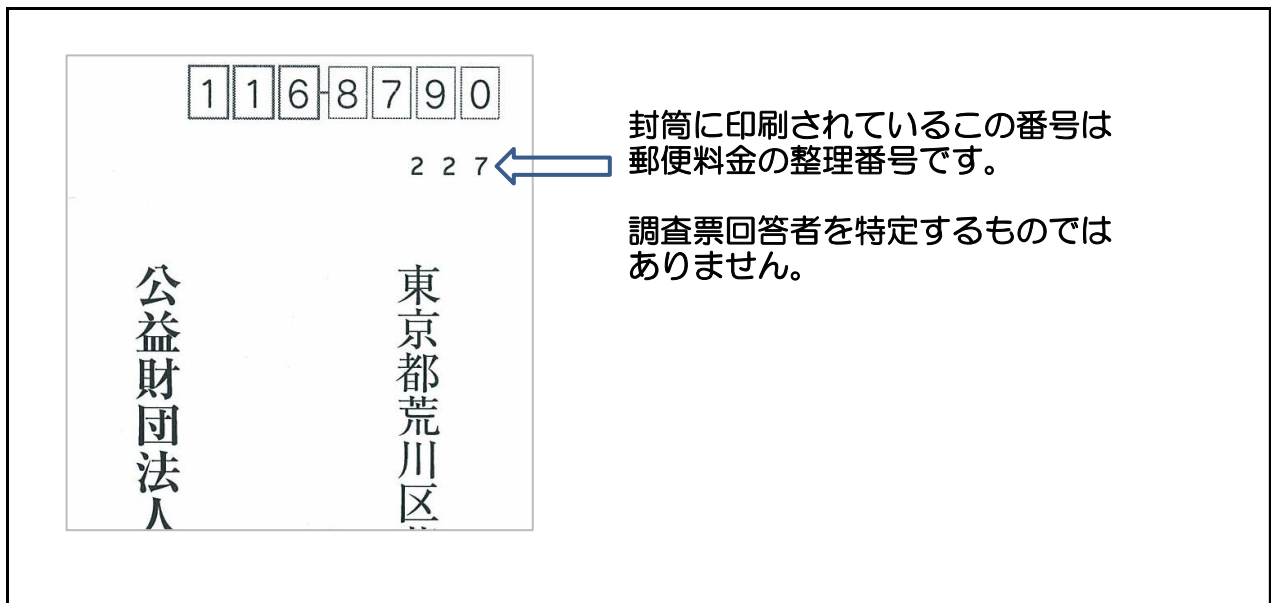 116-8790
227
封筒に印刷されているこの番号は
郵便料金の整理番号です。
調査票回答者を特定するものでは
ありません。
東京都荒川区
公益財団法人